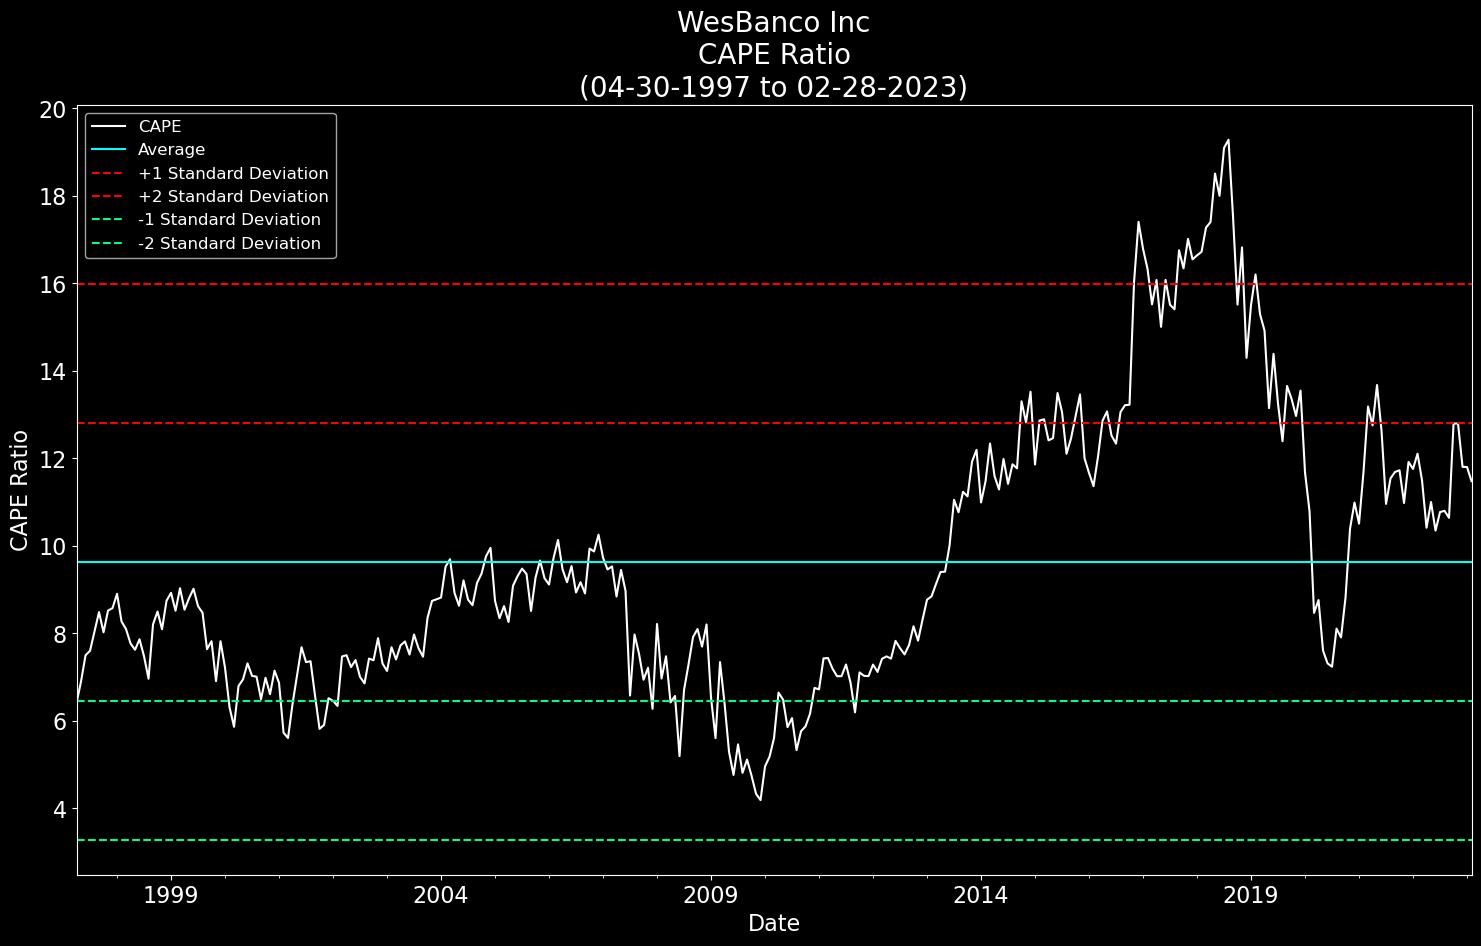 WesBanco Inc
CAPE Ratio
(04-30-1997 to 02-28-2023)
CAPE
Average
+1 Standard Deviation
+2 Standard Deviation
-1 Standard Deviation
-2 Standard Deviation
CAPE Ratio
20
18
16
14
12
10
8
6
4
1999 2004 2009 2014 2019
Date